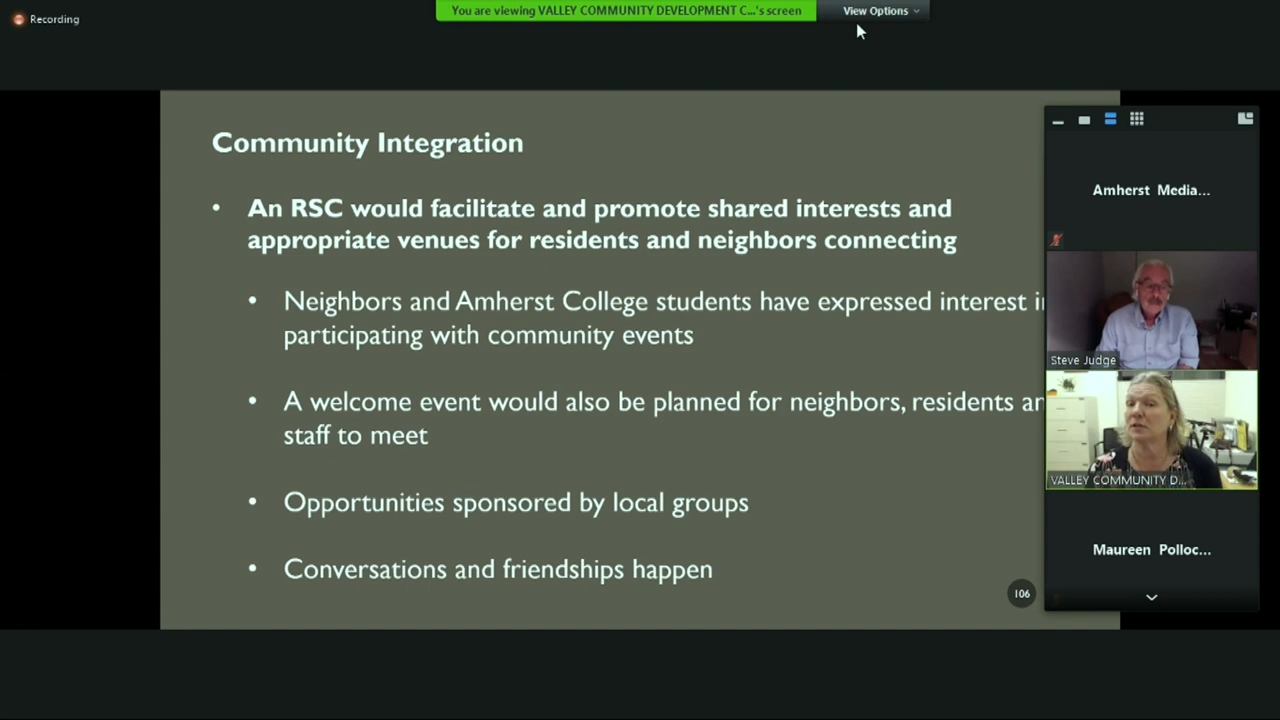 Recording
You are viewing VALLEY COMMUNITY DEVELOPMENT C...'s screen
View Options
Community Integration
• An RSC would facilitate and promote shared interests and
appropriate venues for residents and neighbors connecting
• Neighbors and Amherst College students have expressed interest
participating with community events
• A welcome event would also be planned for neighbors, residents
staff to meet
• Opportunities sponsored by local groups
• Conversations and friendships happen
106
Amherst Media...
Steve Judge
VALLEY COMMUNITY D...
Maureen Polloc...